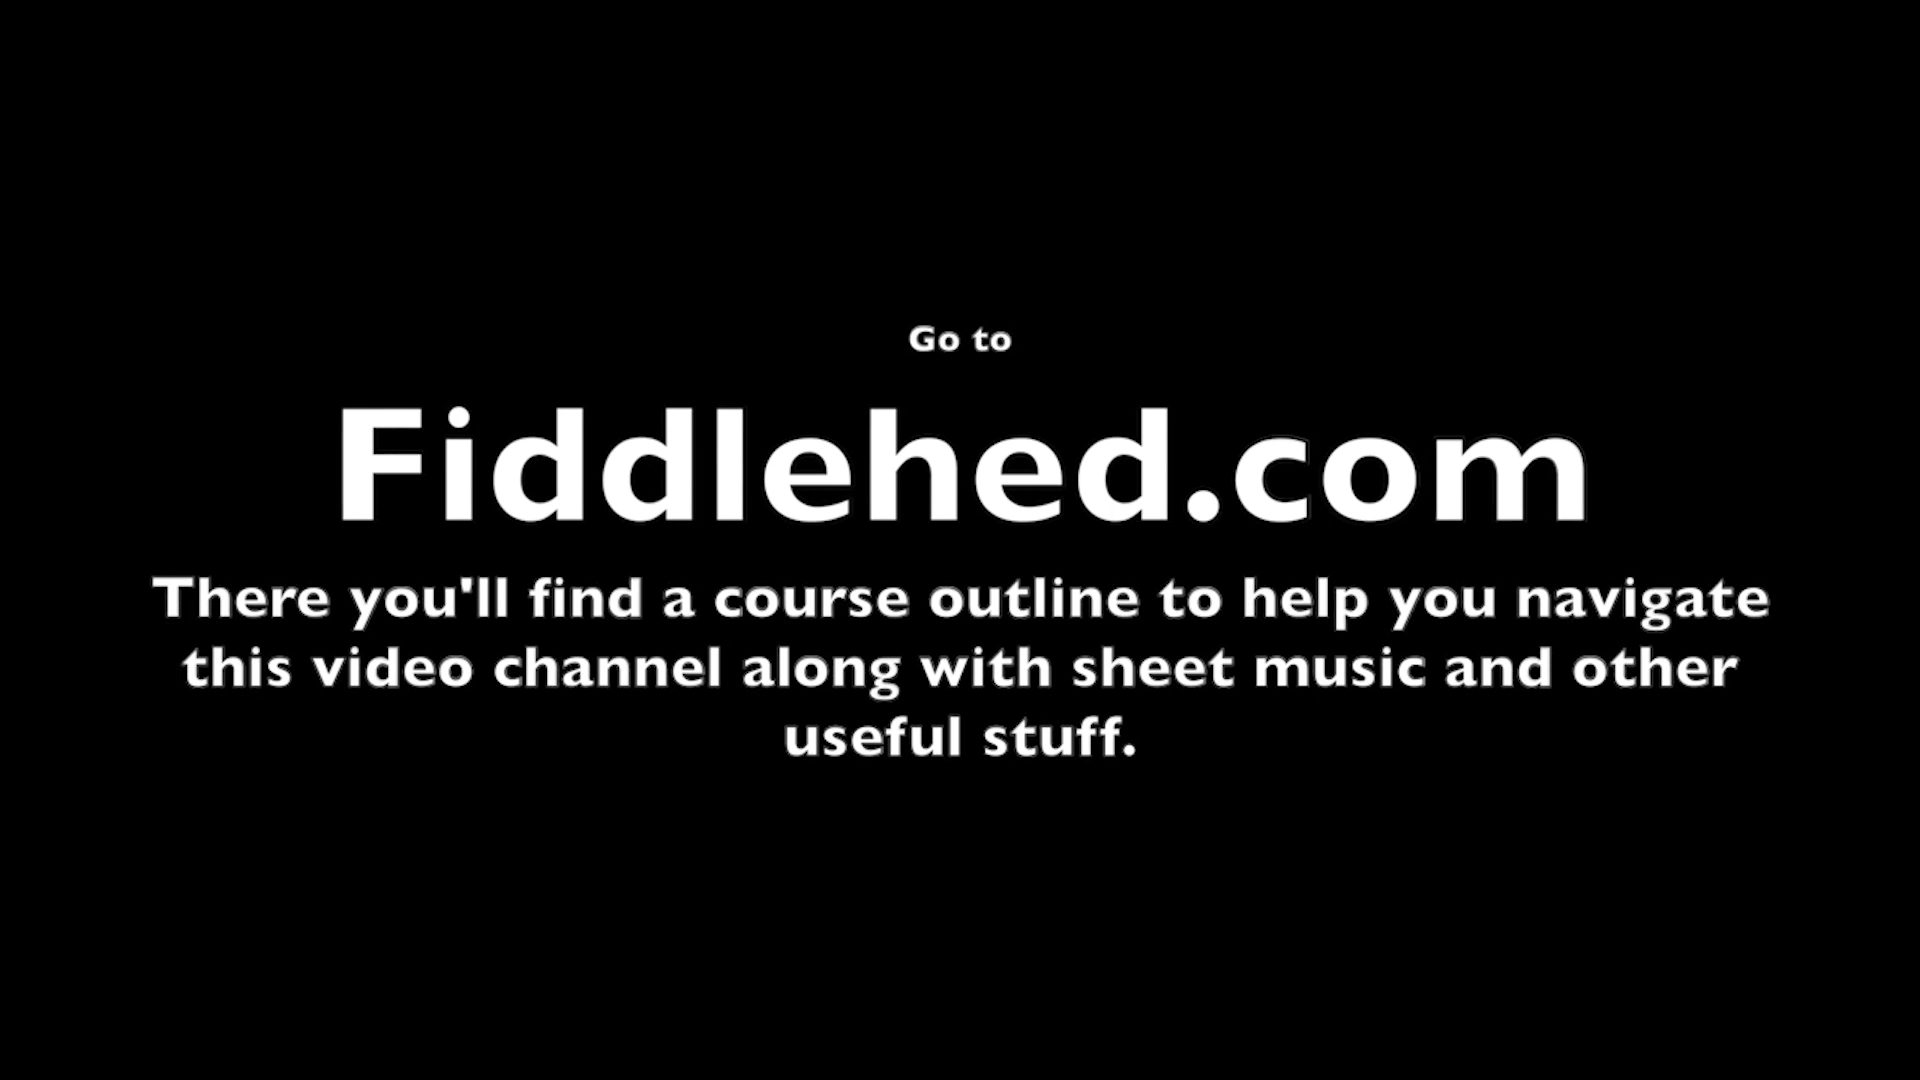 Go to
Fiddlehed.com
There you'll find a course outline to help you navigate
this video channel along with sheet music and other
useful stuff.